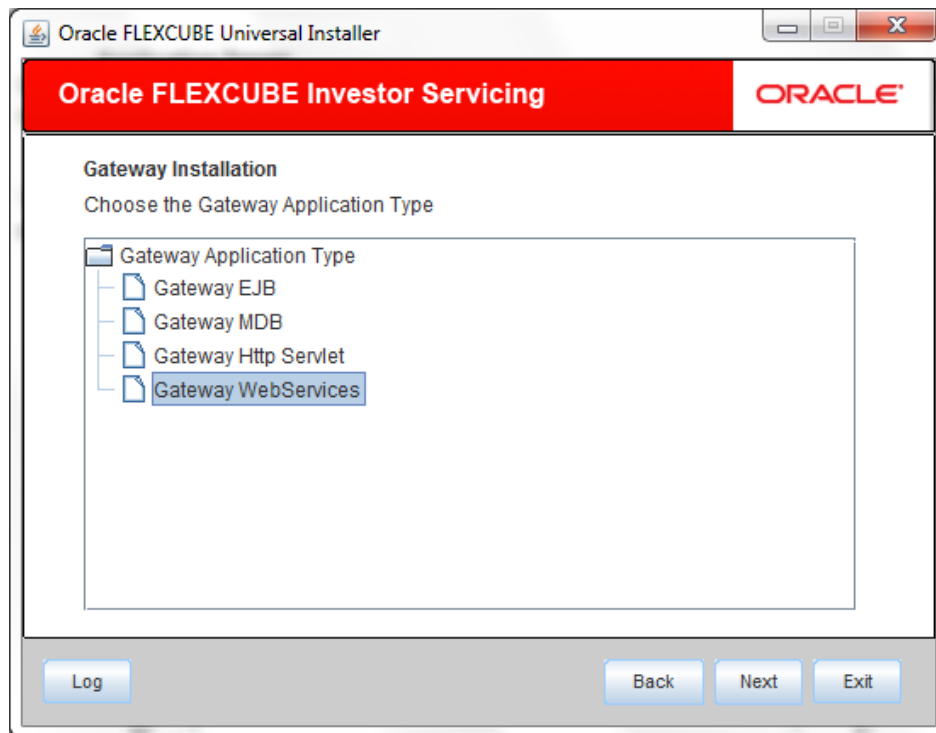 Oracle FLEXCUBE Universal Installer
Oracle FLEXCUBE Investor Servicing
ORACLE
Gateway Installation
Choose the Gateway Application Type
Gateway Application Type
Gateway EJB
Gateway MDB
Gateway Http Servlet
Gateway WebServices
Log Back Next Exit